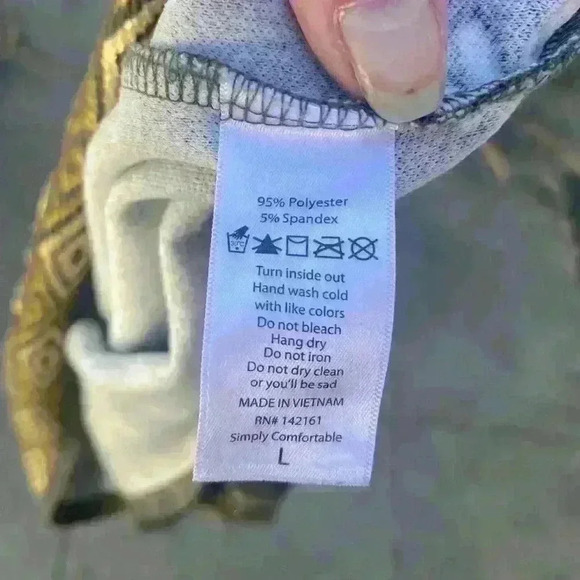 95% Polyester
5% Spandex
30°C
Turn inside out
Hand wash cold
with like colors
Do not bleach
Hang dry
Do not iron
Do not dry clean
or you'll be sad
MADE IN VIETNAM
RN# 142161
Simply Comfortable
L